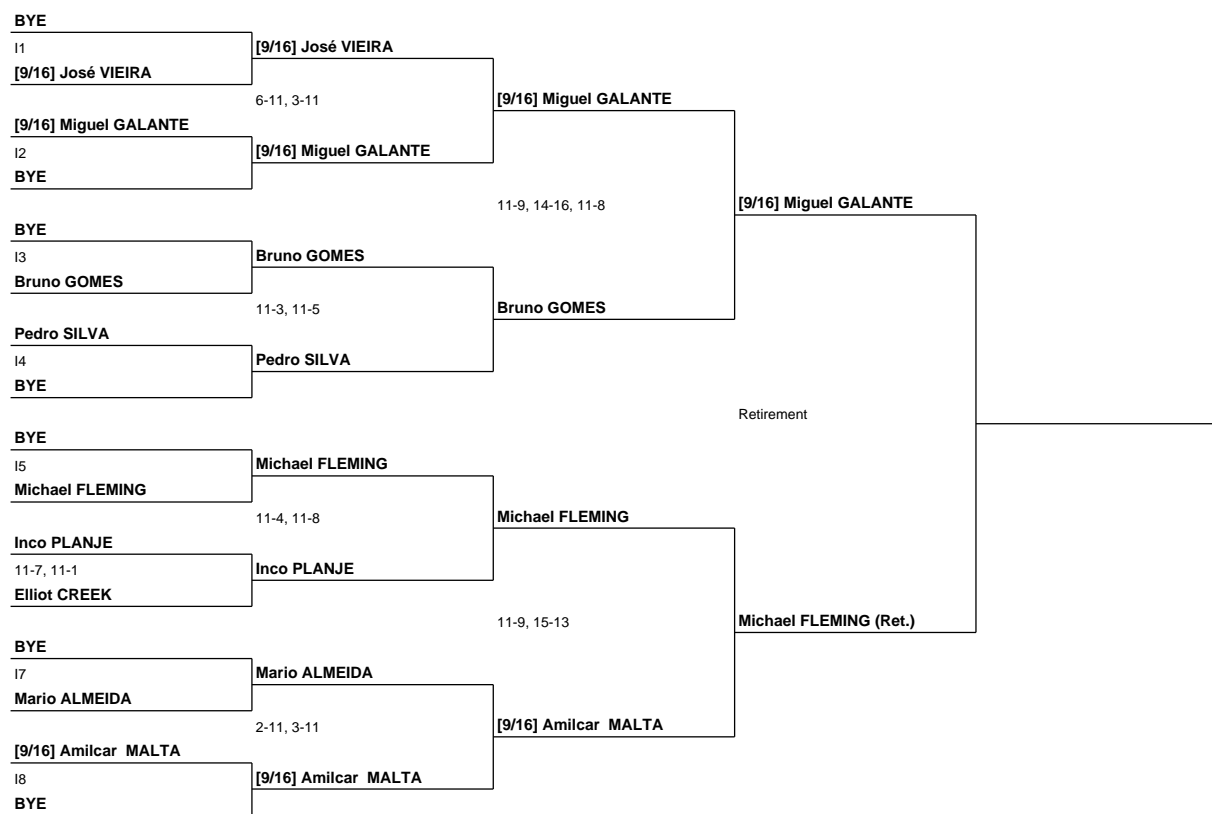 BYE
I1
[9/16] José VIEIRA
[9/16] José VIEIRA
6-11, 3-11
[9/16] Miguel GALANTE
[9/16] Miguel GALANTE
I2
[9/16] Miguel GALANTE
BYE
11-9, 14-16, 11-8
[9/16] Miguel GALANTE
BYE
I3
Bruno GOMES
Bruno GOMES
11-3, 11-5
Bruno GOMES
Pedro SILVA
I4
Pedro SILVA
BYE
Retirement
BYE
I5
Michael FLEMING
Michael FLEMING
11-4, 11-8
Michael FLEMING
Inco PLANJE
11-7, 11-1
Inco PLANJE
Elliot CREEK
11-9, 15-13
Michael FLEMING (Ret.)
BYE
I7
Mario ALMEIDA
Mario ALMEIDA
2-11, 3-11
[9/16] Amilcar MALTA
[9/16] Amilcar MALTA
I8
[9/16] Amilcar MALTA
BYE